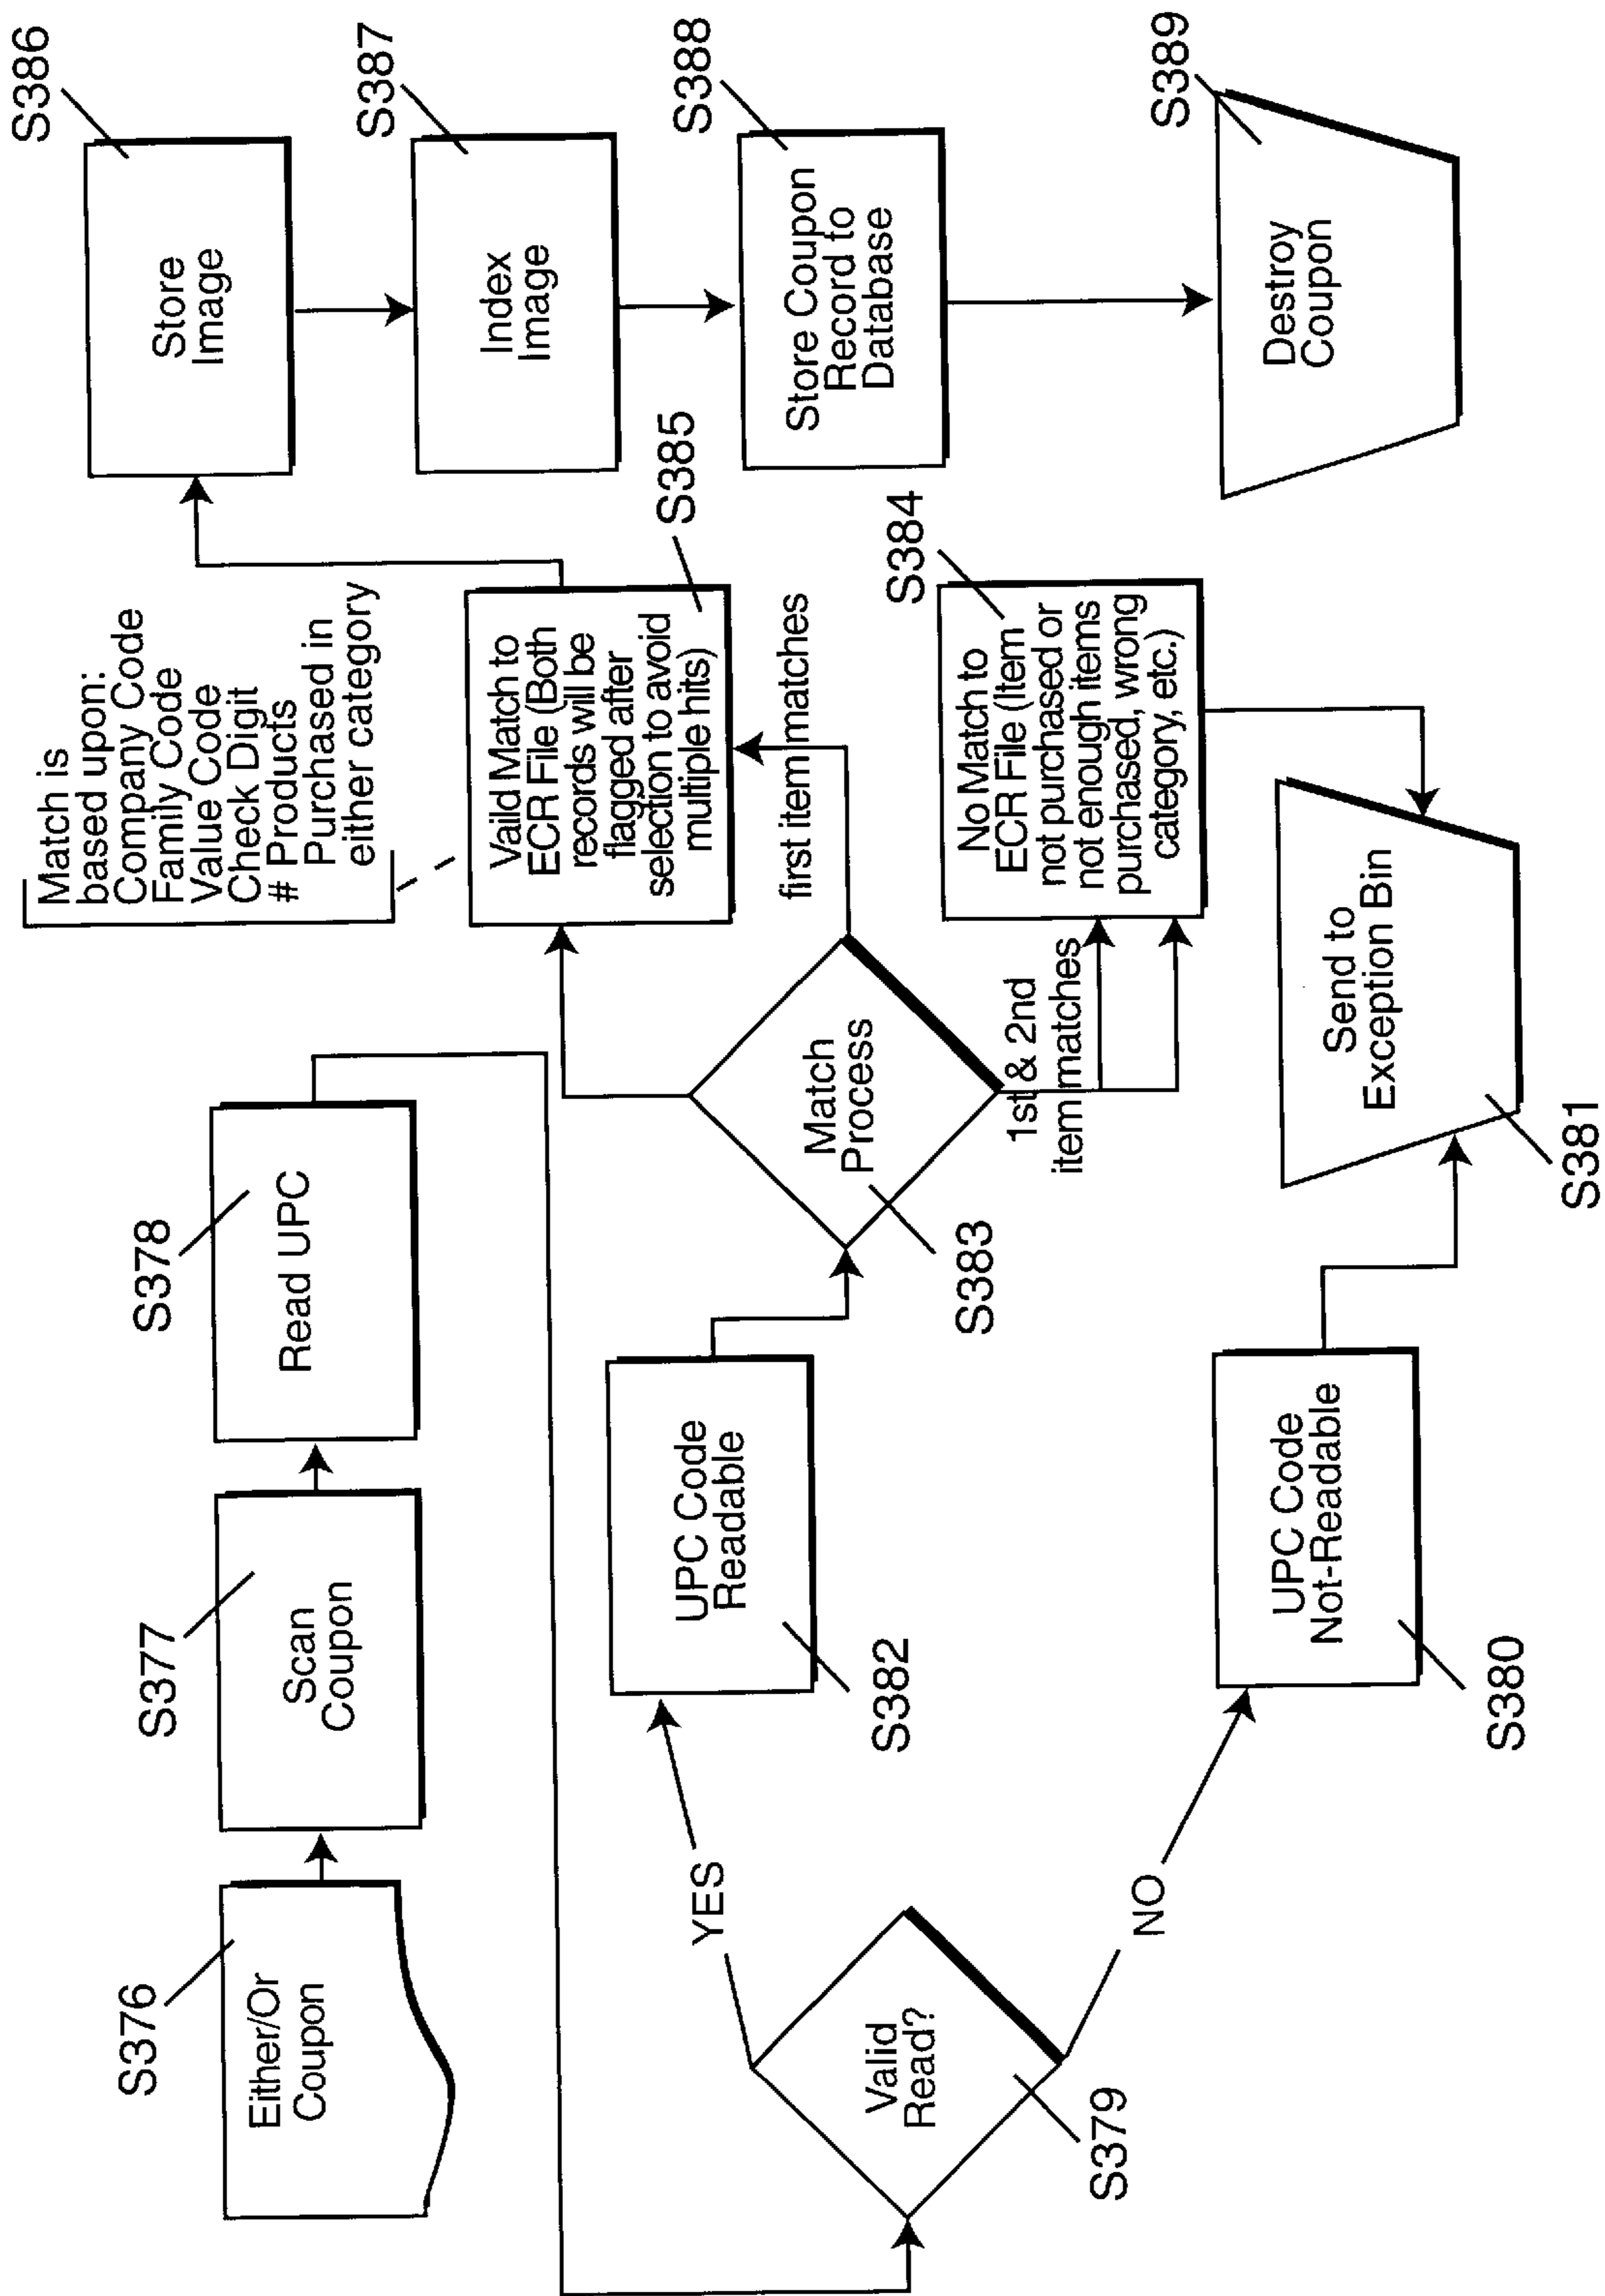 S376
Either/Or
Coupon
S377
Scan
Coupon
S378
Read UPC
Valid
Read?
S379
YES
NO
UPC Code
Readable
S382
UPC Code
Not-Readable
S380
Match
Process
S383
first item matches
1st & 2nd
item matches
Match is
based upon:
Company Code
Family Code
Value Code
Check Digit
# Products
Purchased in
either category
Vaild Match to
ECR File (Both
records will be
flagged after
selection to avoid
multiple hits)
S385
No Match to
ECR File (Item
not purchased or
not enough items
purchased, wrong
category, etc.)
S384
Send to
Exception Bin
S381
Store
Image
S386
Index
Image
S387
Store Coupon
Record to
Database
S388
Destroy
Coupon
S389